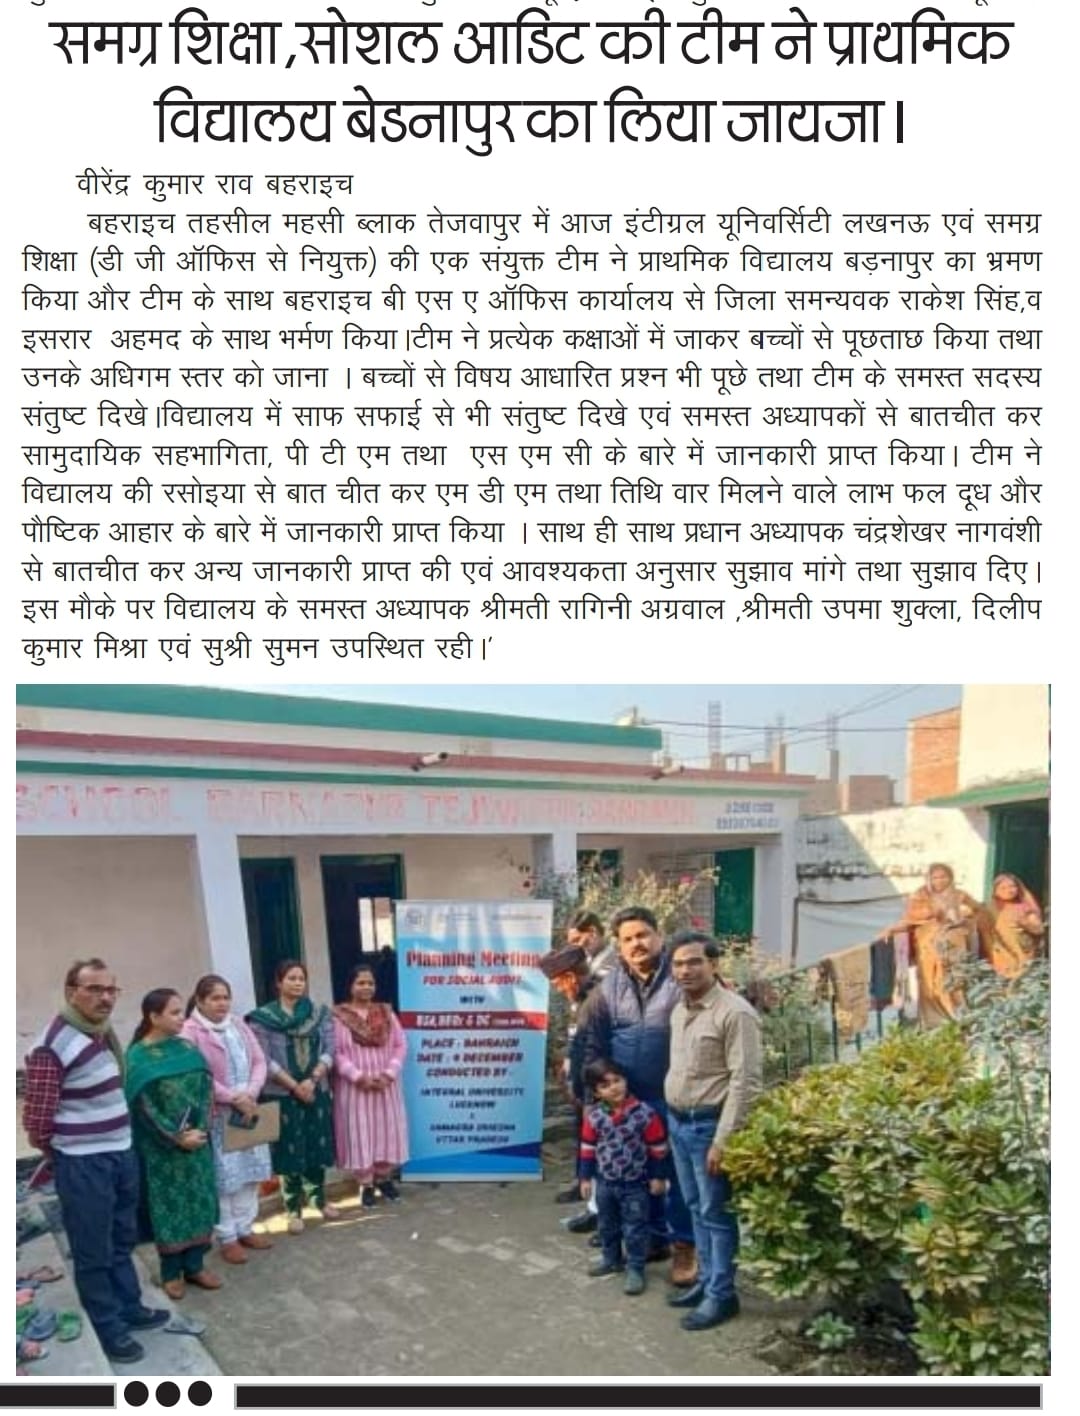 समग्र शिक्षा ,सोशल आडिट की टीम ने प्राथमिक
विद्यालय बेडनापुर का लिया जायजा।
वीरेंद्र कुमार राव बहराइच
बहराइच तहसील महसी ब्लाक तेजवापुर में आज इंटीग्रल यूनिवर्सिटी लखनऊ एवं समग्र
शिक्षा (डी जी ऑफिस से नियुक्त) की एक संयुक्त टीम ने प्राथमिक विद्यालय बड़नापुर का भ्रमण
किया और टीम के साथ बहराइच बी एस ए ऑफिस कार्यालय से जिला समन्यवक राकेश सिंह,व
इसरार अहमद के साथ भर्मण किया।टीम ने प्रत्येक कक्षाओं में जाकर बच्चों से पूछताछ किया तथा
उनके अधिगम स्तर को जाना । बच्चों से विषय आधारित प्रश्न भी पूछे तथा टीम के समस्त सदस्य
संतुष्ट दिखे।विद्यालय में साफ सफाई से भी संतुष्ट दिखे एवं समस्त अध्यापकों से बातचीत कर
सामुदायिक सहभागिता, पी टी एम तथा एस एम सी के बारे में जानकारी प्राप्त किया। टीम ने
विद्यालय की रसोइया से बात चीत कर एम डी एम तथा तिथि वार मिलने वाले लाभ फल दूध और
पौष्टिक आहार के बारे में जानकारी प्राप्त किया । साथ ही साथ प्रधान अध्यापक चंद्रशेखर नागवंशी
से बातचीत कर अन्य जानकारी प्राप्त की एवं आवश्यकता अनुसार सुझाव मांगे तथा सुझाव दिए।
इस मौके पर विद्यालय के समस्त अध्यापक श्रीमती रागिनी अग्रवाल ,श्रीमती उपमा शुक्ला, दिलीप
कुमार मिश्रा एवं सुश्री सुमन उपस्थित रही।'
SCHOOL BARNAPUR TEJWAPUR
Planning Meeting
FOR SOCIAL AUDIT
WITH
BSA, BEOs & DC
PLACE : BAHRAICH
DATE : 9 DECEMBER
CONDUCTED BY -
INTEGRAL UNIVERSITY
LUCKNOW
&
SAMAGRA SHIKSHA
UTTAR PRADESH